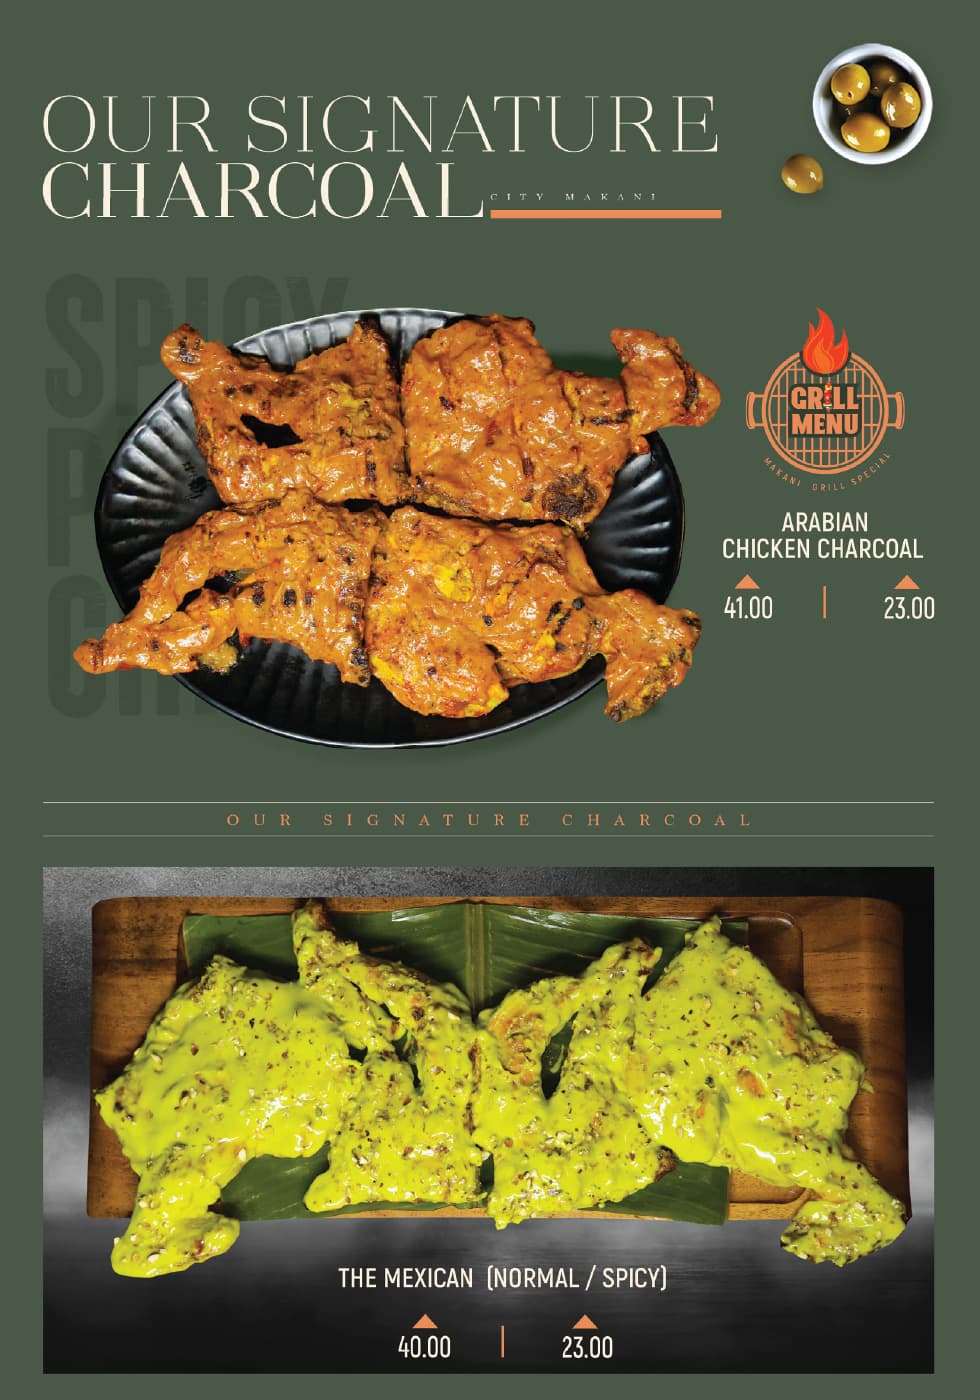 OUR SIGNATURE
CHARCOAL
CITY MAKANI
SPICY
GRILL
MENU
MAKANI GRILL SPECIAL
ARABIAN
CHICKEN CHARCOAL
41.00 | 23.00
OUR SIGNATURE CHARCOAL
THE MEXICAN (NORMAL / SPICY)
40.00 | 23.00